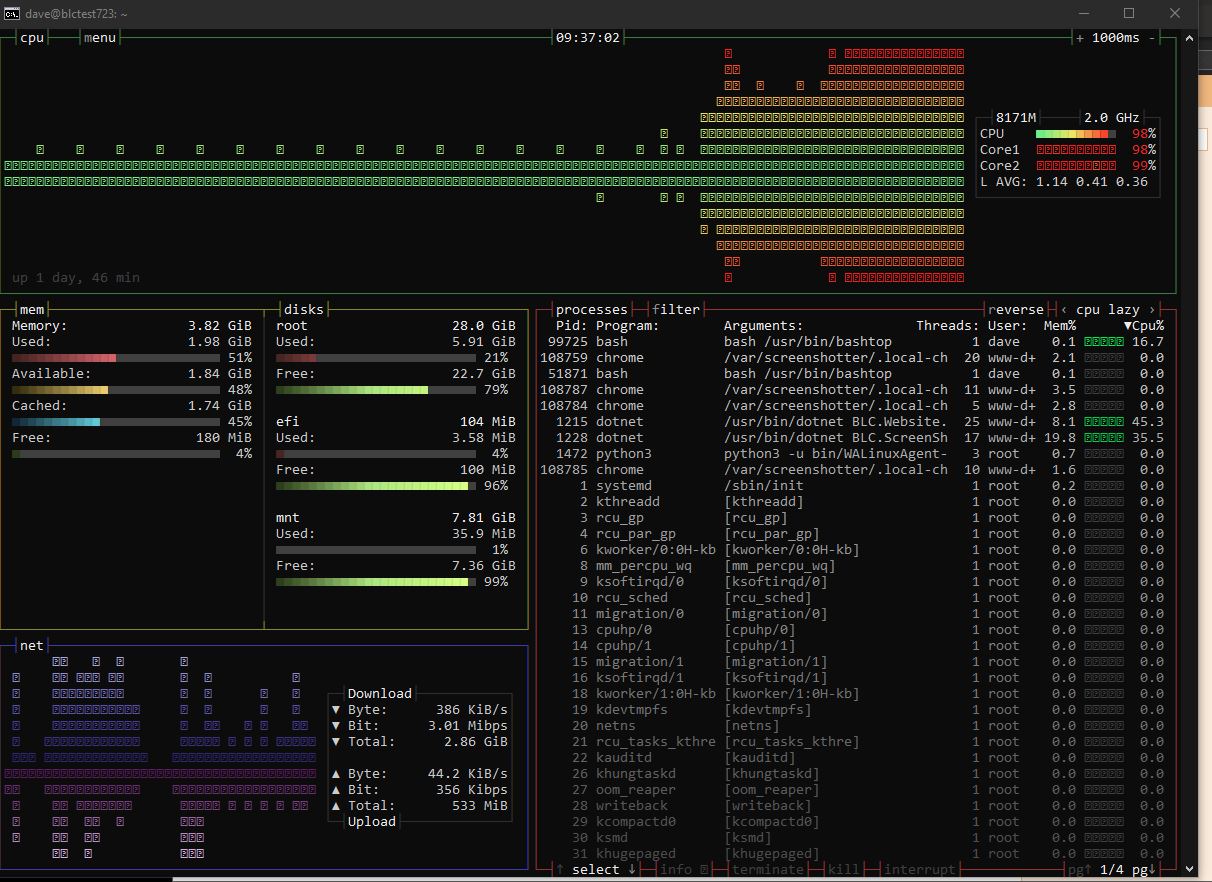 dave@blctest723: ~
cpu menu 09:37:02 + 1000ms -
8171M 2.0 GHz
CPU 98%
Core1 98%
Core2 99%
L AVG: 1.14 0.41 0.36
up 1 day, 46 min
mem
Memory: 3.82 GiB
Used: 1.98 GiB
51%
Available: 1.84 GiB
48%
Cached: 1.74 GiB
45%
Free: 180 MiB
4%
disks
root 28.0 GiB
Used: 5.91 GiB
21%
Free: 22.7 GiB
79%
efi 104 MiB
Used: 3.58 MiB
4%
Free: 100 MiB
96%
mnt 7.81 GiB
Used: 35.9 MiB
1%
Free: 7.36 GiB
99%
net
Download
▼ Byte: 386 KiB/s
▼ Bit: 3.01 Mibps
▼ Total: 2.86 GiB
▲ Byte: 44.2 KiB/s
▲ Bit: 356 Kibps
▲ Total: 533 MiB
Upload
processes filter reverse ‹ cpu lazy ›
Pid: Program: Arguments: Threads: User: Mem% ▼Cpu%
99725 bash bash /usr/bin/bashtop 1 dave 0.1 16.7
108759 chrome /var/screenshotter/.local-ch 20 www-d+ 2.1 0.0
51871 bash bash /usr/bin/bashtop 1 dave 0.1 0.0
108787 chrome /var/screenshotter/.local-ch 11 www-d+ 3.5 0.0
108784 chrome /var/screenshotter/.local-ch 5 www-d+ 2.8 0.0
1215 dotnet /usr/bin/dotnet BLC.Website. 25 www-d+ 8.1 45.3
1228 dotnet /usr/bin/dotnet BLC.ScreenSh 17 www-d+ 19.8 35.5
1472 python3 python3 -u bin/WALinuxAgent- 3 root 0.7 0.0
108785 chrome /var/screenshotter/.local-ch 10 www-d+ 1.6 0.0
1 systemd /sbin/init 1 root 0.2 0.0
2 kthreadd [kthreadd] 1 root 0.0 0.0
3 rcu_gp [rcu_gp] 1 root 0.0 0.0
4 rcu_par_gp [rcu_par_gp] 1 root 0.0 0.0
6 kworker/0:0H-kb [kworker/0:0H-kb] 1 root 0.0 0.0
8 mm_percpu_wq [mm_percpu_wq] 1 root 0.0 0.0
9 ksoftirqd/0 [ksoftirqd/0] 1 root 0.0 0.0
10 rcu_sched [rcu_sched] 1 root 0.0 0.0
11 migration/0 [migration/0] 1 root 0.0 0.0
13 cpuhp/0 [cpuhp/0] 1 root 0.0 0.0
14 cpuhp/1 [cpuhp/1] 1 root 0.0 0.0
15 migration/1 [migration/1] 1 root 0.0 0.0
16 ksoftirqd/1 [ksoftirqd/1] 1 root 0.0 0.0
18 kworker/1:0H-kb [kworker/1:0H-kb] 1 root 0.0 0.0
19 kdevtmpfs [kdevtmpfs] 1 root 0.0 0.0
20 netns [netns] 1 root 0.0 0.0
21 rcu_tasks_kthre [rcu_tasks_kthre] 1 root 0.0 0.0
22 kauditd [kauditd] 1 root 0.0 0.0
26 khungtaskd [khungtaskd] 1 root 0.0 0.0
27 oom_reaper [oom_reaper] 1 root 0.0 0.0
28 writeback [writeback] 1 root 0.0 0.0
29 kcompactd0 [kcompactd0] 1 root 0.0 0.0
30 ksmd [ksmd] 1 root 0.0 0.0
31 khugepaged [khugepaged] 1 root 0.0 0.0
↑ select ↓ info terminate kill interrupt pg↑ 1/4 pg↓